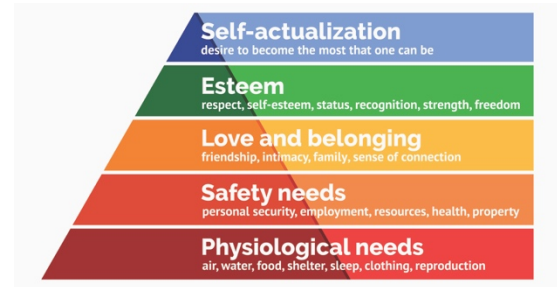 Self-actualization
desire to become the most that one can be
Esteem
respect, self-esteem, status, recognition, strength, freedom
Love and belonging
friendship, intimacy, family, sense of connection
Safety needs
personal security, employment, resources, health, property
Physiological needs
air, water, food, shelter, sleep, clothing, reproduction